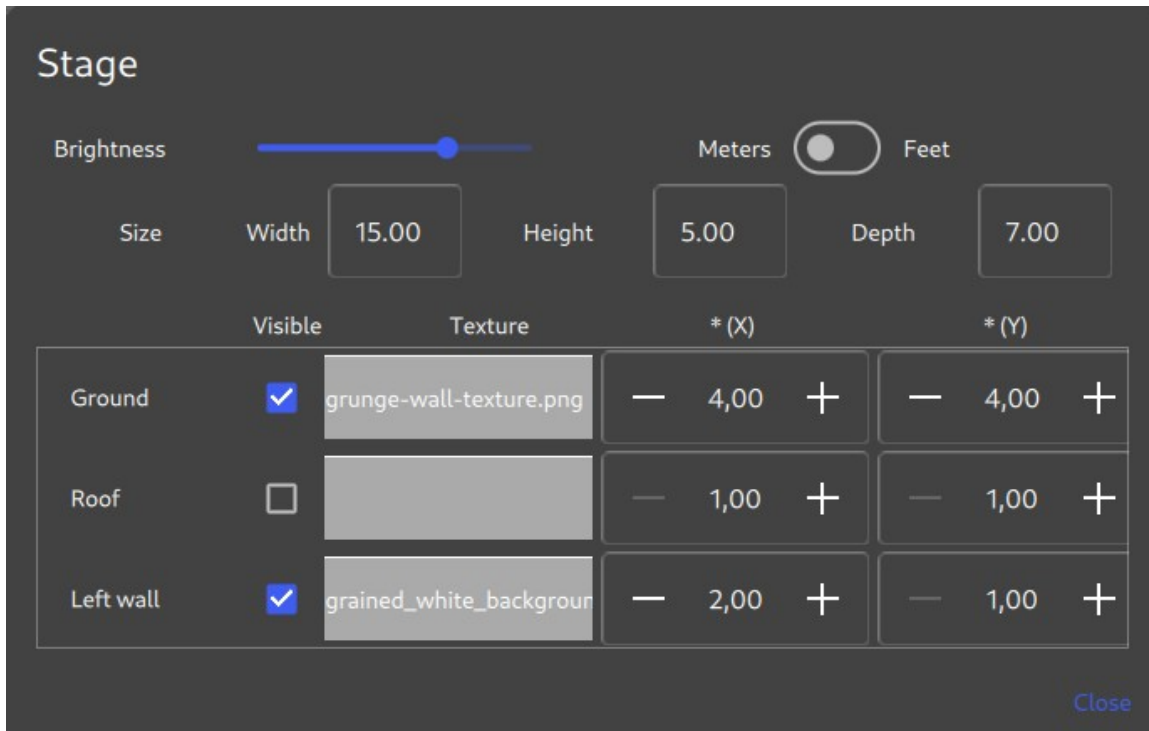 Stage
Brightness Meters Feet
Size Width 15.00 Height 5.00 Depth 7.00
Visible Texture * (X) * (Y)
Ground grunge-wall-texture.png — 4,00 + — 4,00 +
Roof — 1,00 + — 1,00 +
Left wall grained_white_backgroun — 2,00 + — 1,00 +
Close